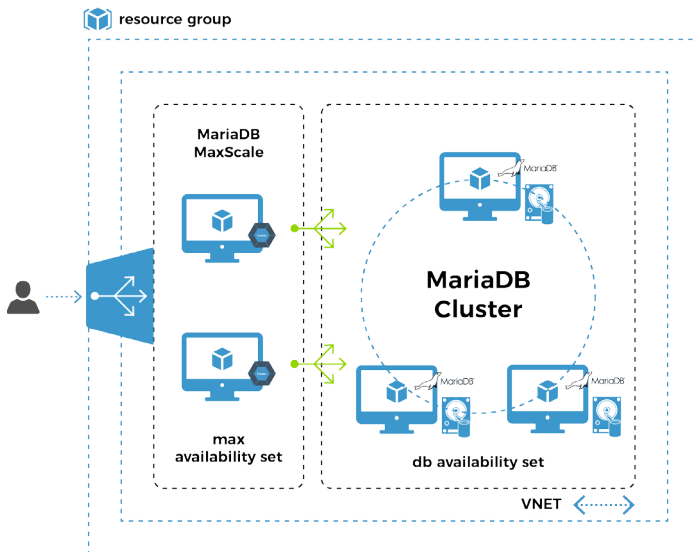 resource group
MariaDB
MaxScale
MariaDB
MariaDB
Cluster
MariaDB
MariaDB
max
availability set
db availability set
VNET